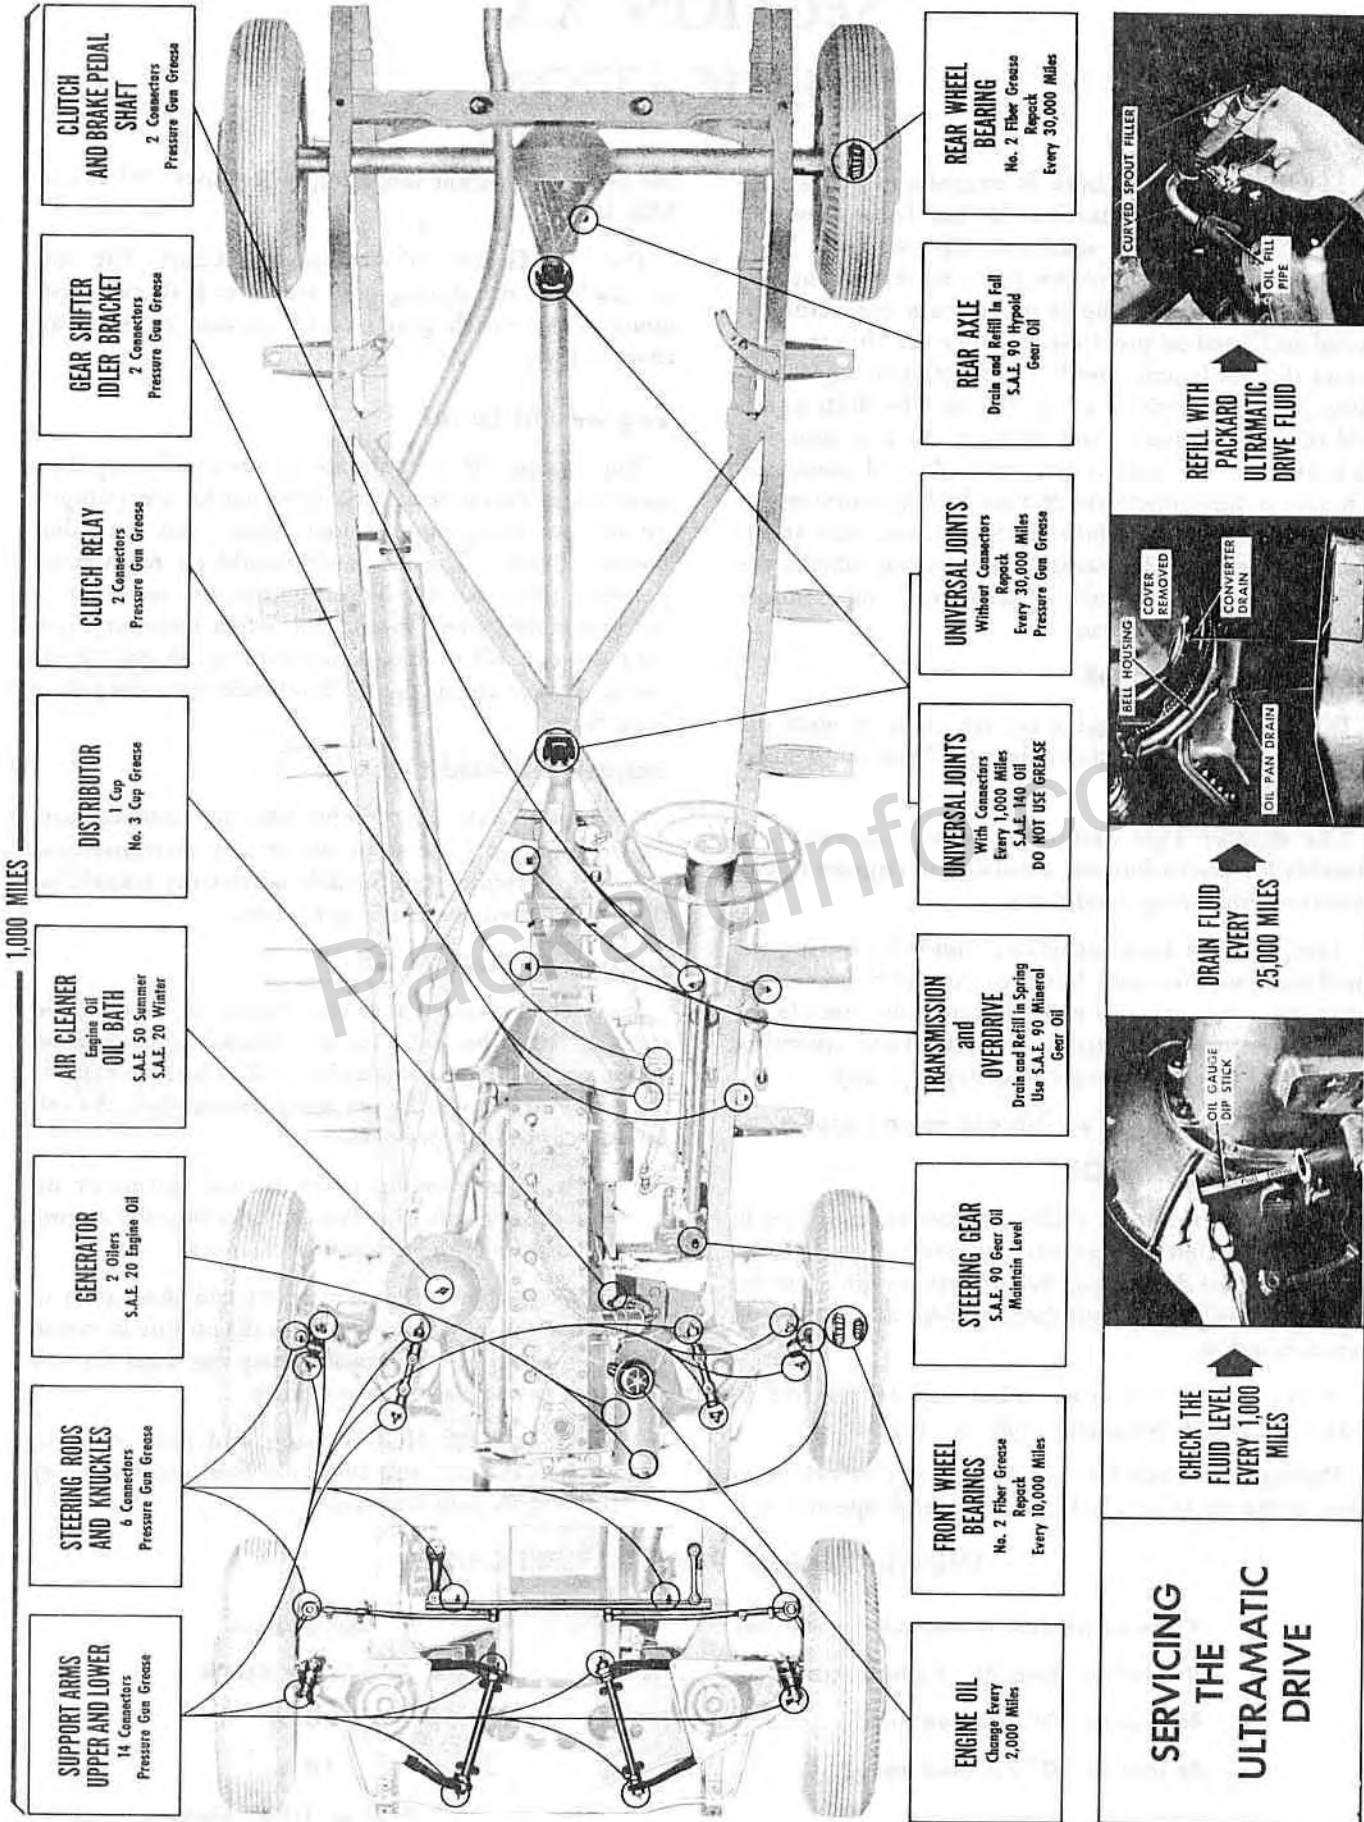 1,000 MILES
SUPPORT ARMS
UPPER AND LOWER
14 Connectors
Pressure Gun Grease
STEERING RODS
AND KNUCKLES
6 Connectors
Pressure Gun Grease
GENERATOR
2 Oilers
S.A.E. 20 Engine Oil
AIR CLEANER
Engine Oil
OIL BATH
S.A.E. 50 Summer
S.A.E. 20 Winter
DISTRIBUTOR
1 Cup
No. 3 Cup Grease
CLUTCH RELAY
2 Connectors
Pressure Gun Grease
GEAR SHIFTER
IDLER BRACKET
2 Connectors
Pressure Gun Grease
CLUTCH
AND BRAKE PEDAL
SHAFT
2 Connectors
Pressure Gun Grease
ENGINE OIL
Change Every
2,000 Miles
FRONT WHEEL
BEARINGS
No. 2 Fiber Grease
Repack
Every 10,000 Miles
STEERING GEAR
S.A.E. 90 Gear Oil
Maintain Level
TRANSMISSION
and
OVERDRIVE
Drain and Refill in Spring
Use S.A.E. 90 Mineral
Gear Oil
UNIVERSAL JOINTS
With Connectors
Every 1,000 Miles
S.A.E. 140 Oil
DO NOT USE GREASE
UNIVERSAL JOINTS
Without Connectors
Repack
Every 30,000 Miles
Pressure Gun Grease
REAR AXLE
Drain and Refill in Fall
S.A.E. 90 Hypoid
Gear Oil
REAR WHEEL
BEARING
No. 2 Fiber Grease
Repack
Every 30,000 Miles
SERVICING
THE
ULTRAMATIC
DRIVE
CHECK THE
FLUID LEVEL
EVERY 1,000
MILES
OIL GAUGE
DIP STICK
DRAIN FLUID
EVERY
25,000 MILES
BELL HOUSING
COVER
REMOVED
CONVERTER
DRAIN
OIL PAN DRAIN
REFILL WITH
PACKARD
ULTRAMATIC
DRIVE FLUID
CURVED SPOUT FILLER
OIL FILL
PIPE
PackardInfo.co